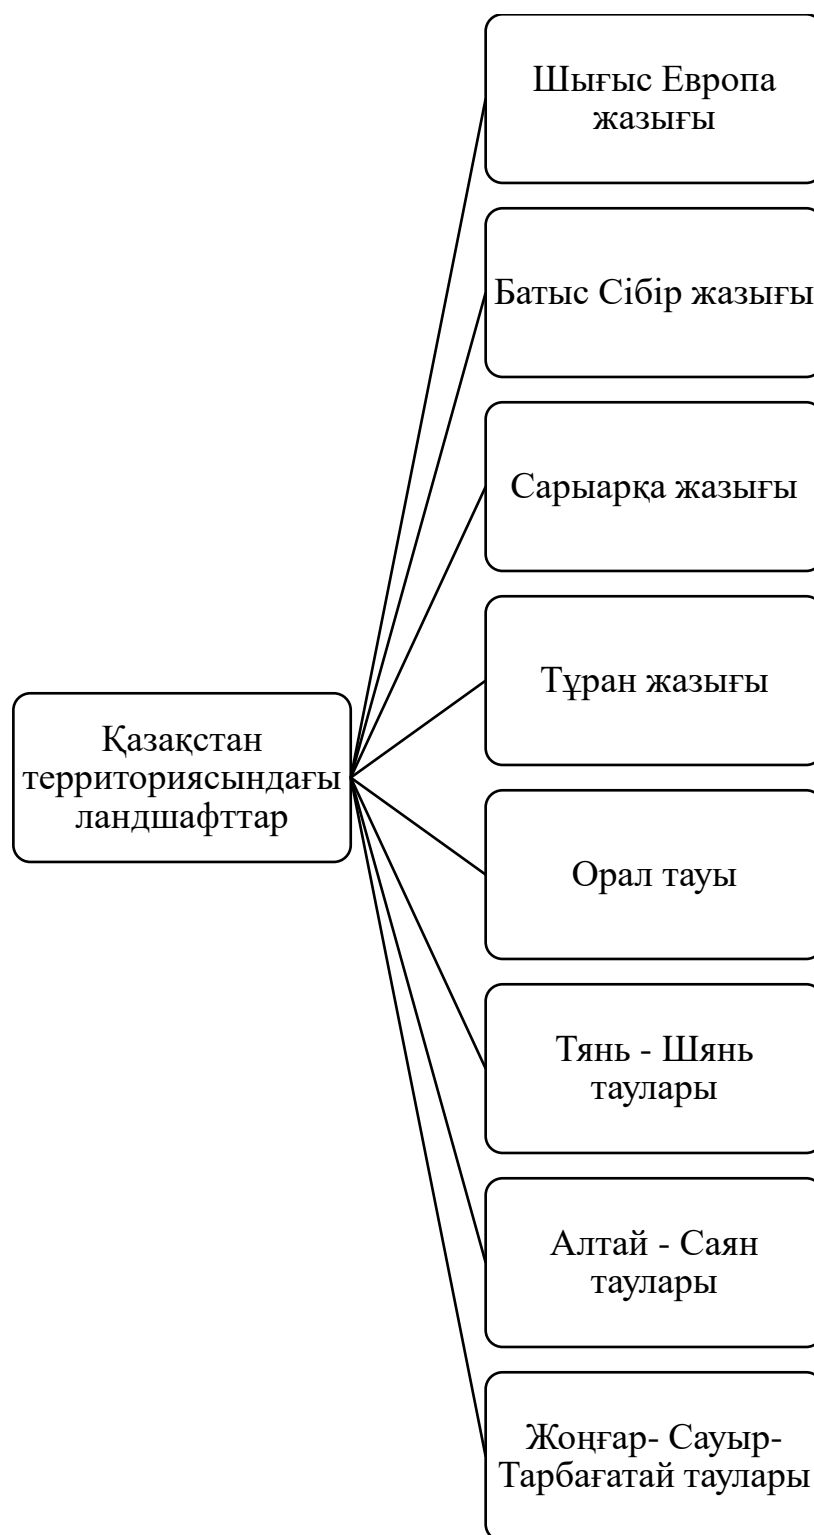 Шығыс Европа
жазығы
Батыс Сібір жазығы
Сарыарқа жазығы
Тұран жазығы
Қазақстан
территориясындағы
ландшафттар
Орал тауы
Тянь - Шянь
таулары
Алтай - Саян
таулары
Жоңғар- Сауыр-
Тарбағатай таулары